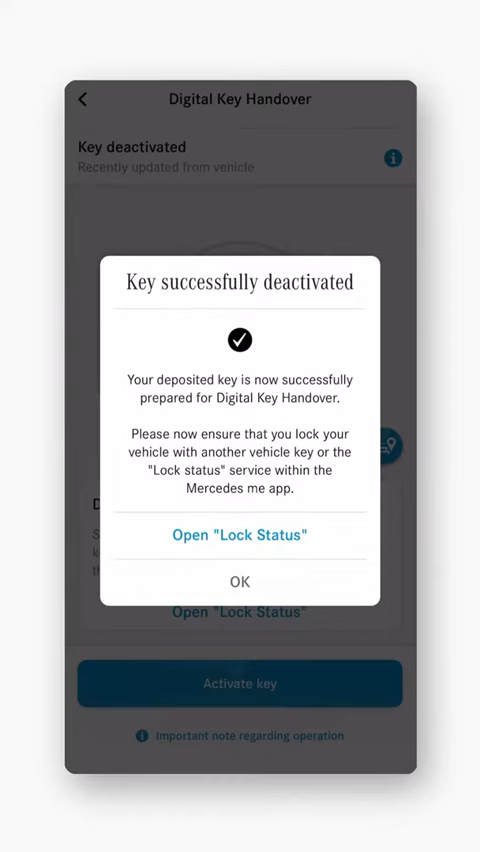 Digital Key Handover
Key deactivated
Recently updated from vehicle
Key successfully deactivated
Your deposited key is now successfully
prepared for Digital Key Handover.
Please now ensure that you lock your
vehicle with another vehicle key or the
"Lock status" service within the
Mercedes me app.
Open "Lock Status"
OK
Open "Lock Status"
Activate key
Important note regarding operation